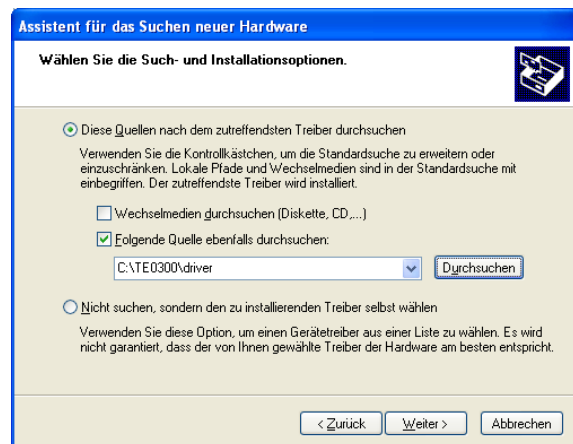 Assistent für das Suchen neuer Hardware
Wählen Sie die Such- und Installationsoptionen.
Diese Quellen nach dem zutreffendsten Treiber durchsuchen
Verwenden Sie die Kontrollkästchen, um die Standardsuche zu erweitern oder
einzuschränken. Lokale Pfade und Wechselmedien sind in der Standardsuche mit
einbegriffen. Der zutreffendste Treiber wird installiert.
Wechselmedien durchsuchen (Diskette, CD,...)
Folgende Quelle ebenfalls durchsuchen:
C:\TE0300\driver Durchsuchen
Nicht suchen, sondern den zu installierenden Treiber selbst wählen
Verwenden Sie diese Option, um einen Gerätetreiber aus einer Liste zu wählen. Es wird
nicht garantiert, dass der von Ihnen gewählte Treiber der Hardware am besten entspricht.
< Zurück Weiter > Abbrechen